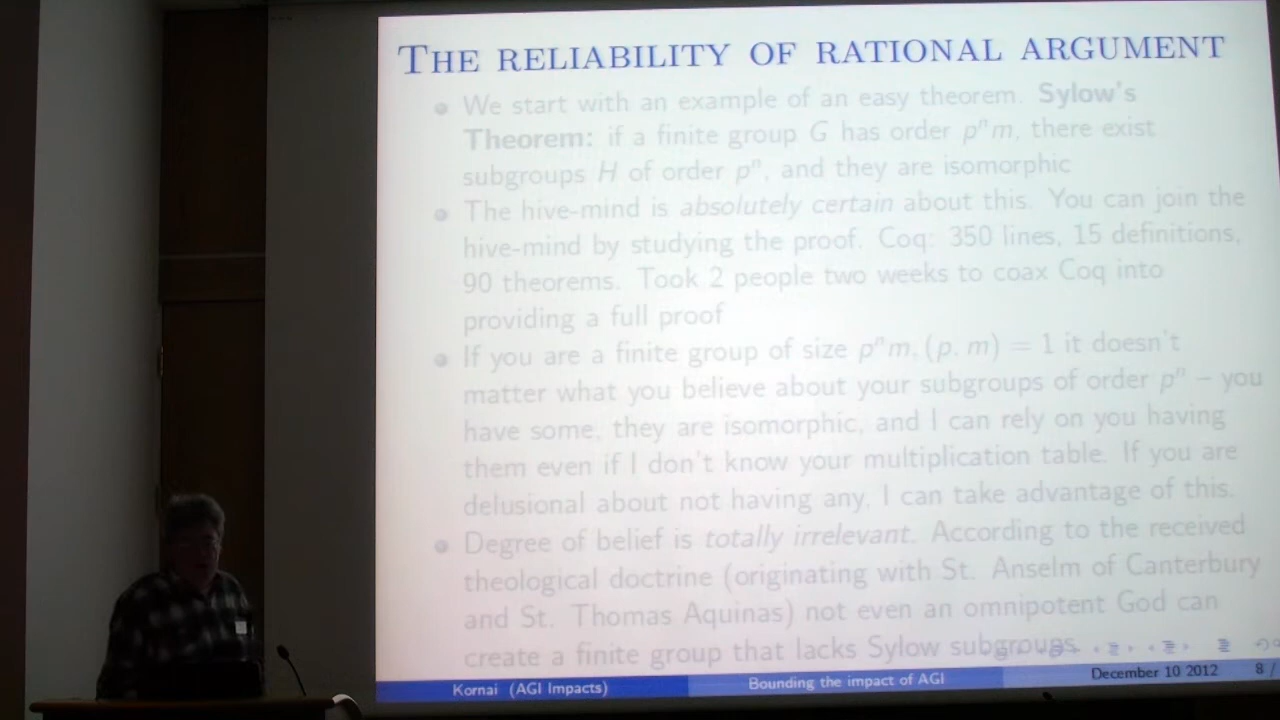 THE RELIABILITY OF RATIONAL ARGUMENT
We start with an example of an easy theorem. Sylow's
Theorem: if a finite group G has order pⁿm, there exist
subgroups H of order pⁿ, and they are isomorphic
The hive-mind is absolutely certain about this. You can join the
hive-mind by studying the proof. Coq: 350 lines, 15 definitions,
90 theorems. Took 2 people two weeks to coax Coq into
providing a full proof
If you are a finite group of size pⁿm, (p, m) = 1 it doesn't
matter what you believe about your subgroups of order pⁿ – you
have some, they are isomorphic, and I can rely on you having
them even if I don't know your multiplication table. If you are
delusional about not having any, I can take advantage of this.
Degree of belief is totally irrelevant. According to the received
theological doctrine (originating with St. Anselm of Canterbury
and St. Thomas Aquinas) not even an omnipotent God can
create a finite group that lacks Sylow subgroups.
Kornai (AGI Impacts) Bounding the impact of AGI December 10 2012 8 /